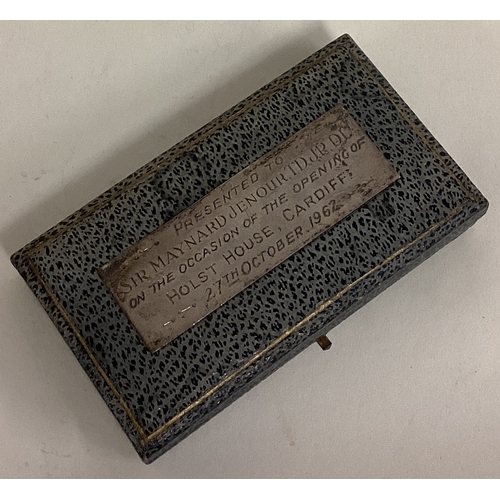 PRESENTED TO
SIR MAYNARD JENOUR, T.D., J.P., D.L.
ON THE OCCASION OF THE OPENING OF
HOLST HOUSE, CARDIFF;
27TH OCTOBER, 1962